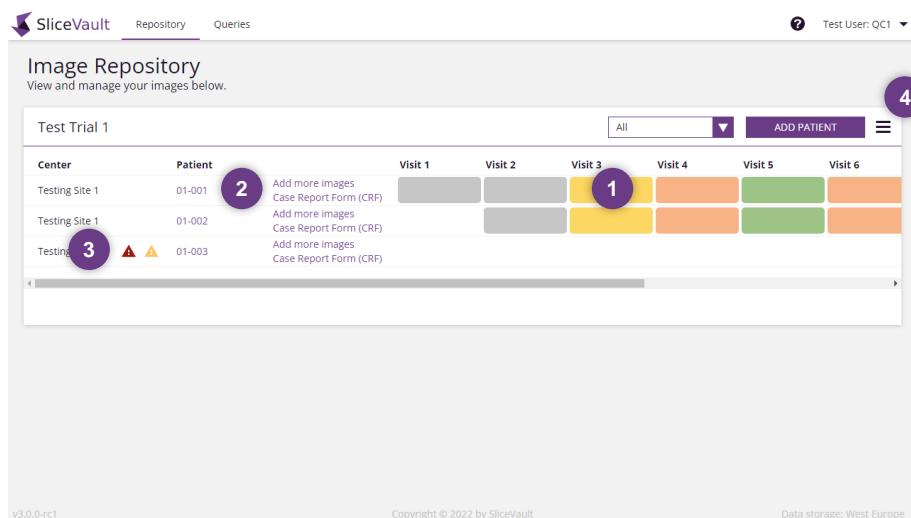 SliceVault Repository Queries ? Test User: QC1
Image Repository
View and manage your images below.
4
Test Trial 1 All ADD PATIENT
Center Patient Visit 1 Visit 2 Visit 3 Visit 4 Visit 5 Visit 6
Testing Site 1 01-001 2 Add more images 1
Case Report Form (CRF)
Testing Site 1 01-002 Add more images
Case Report Form (CRF)
Testing 3 01-003 Add more images
Case Report Form (CRF)
v3.0.0-rc1 Copyright © 2022 by SliceVault Data storage: West Europe